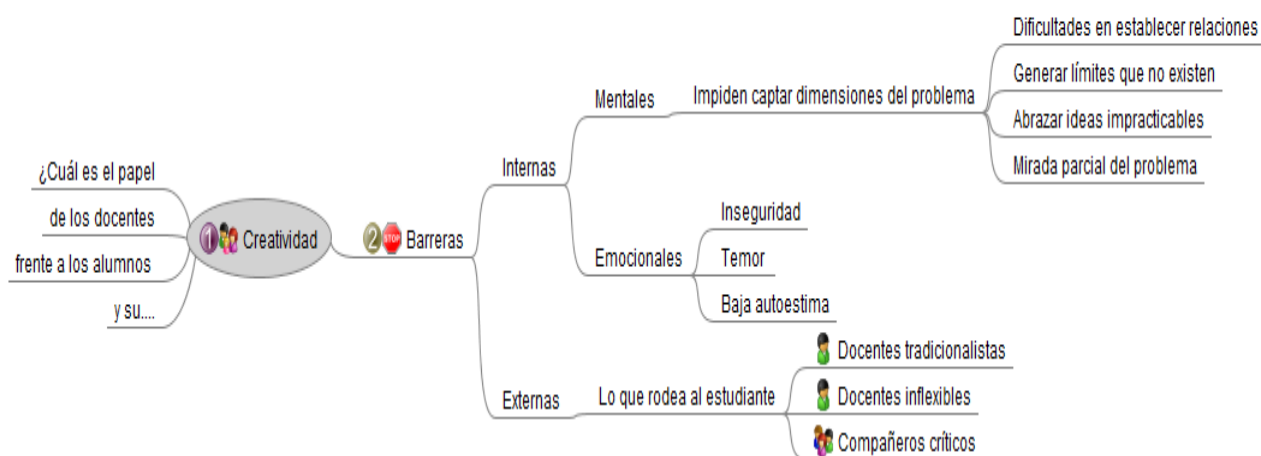 ¿Cuál es el papel
de los docentes
frente a los alumnos
y su....
1 Creatividad
2 STOP Barreras
Internas
Mentales
Impiden captar dimensiones del problema
Dificultades en establecer relaciones
Generar límites que no existen
Abrazar ideas impracticables
Mirada parcial del problema
Emocionales
Inseguridad
Temor
Baja autoestima
Externas
Lo que rodea al estudiante
Docentes tradicionalistas
Docentes inflexibles
Compañeros críticos